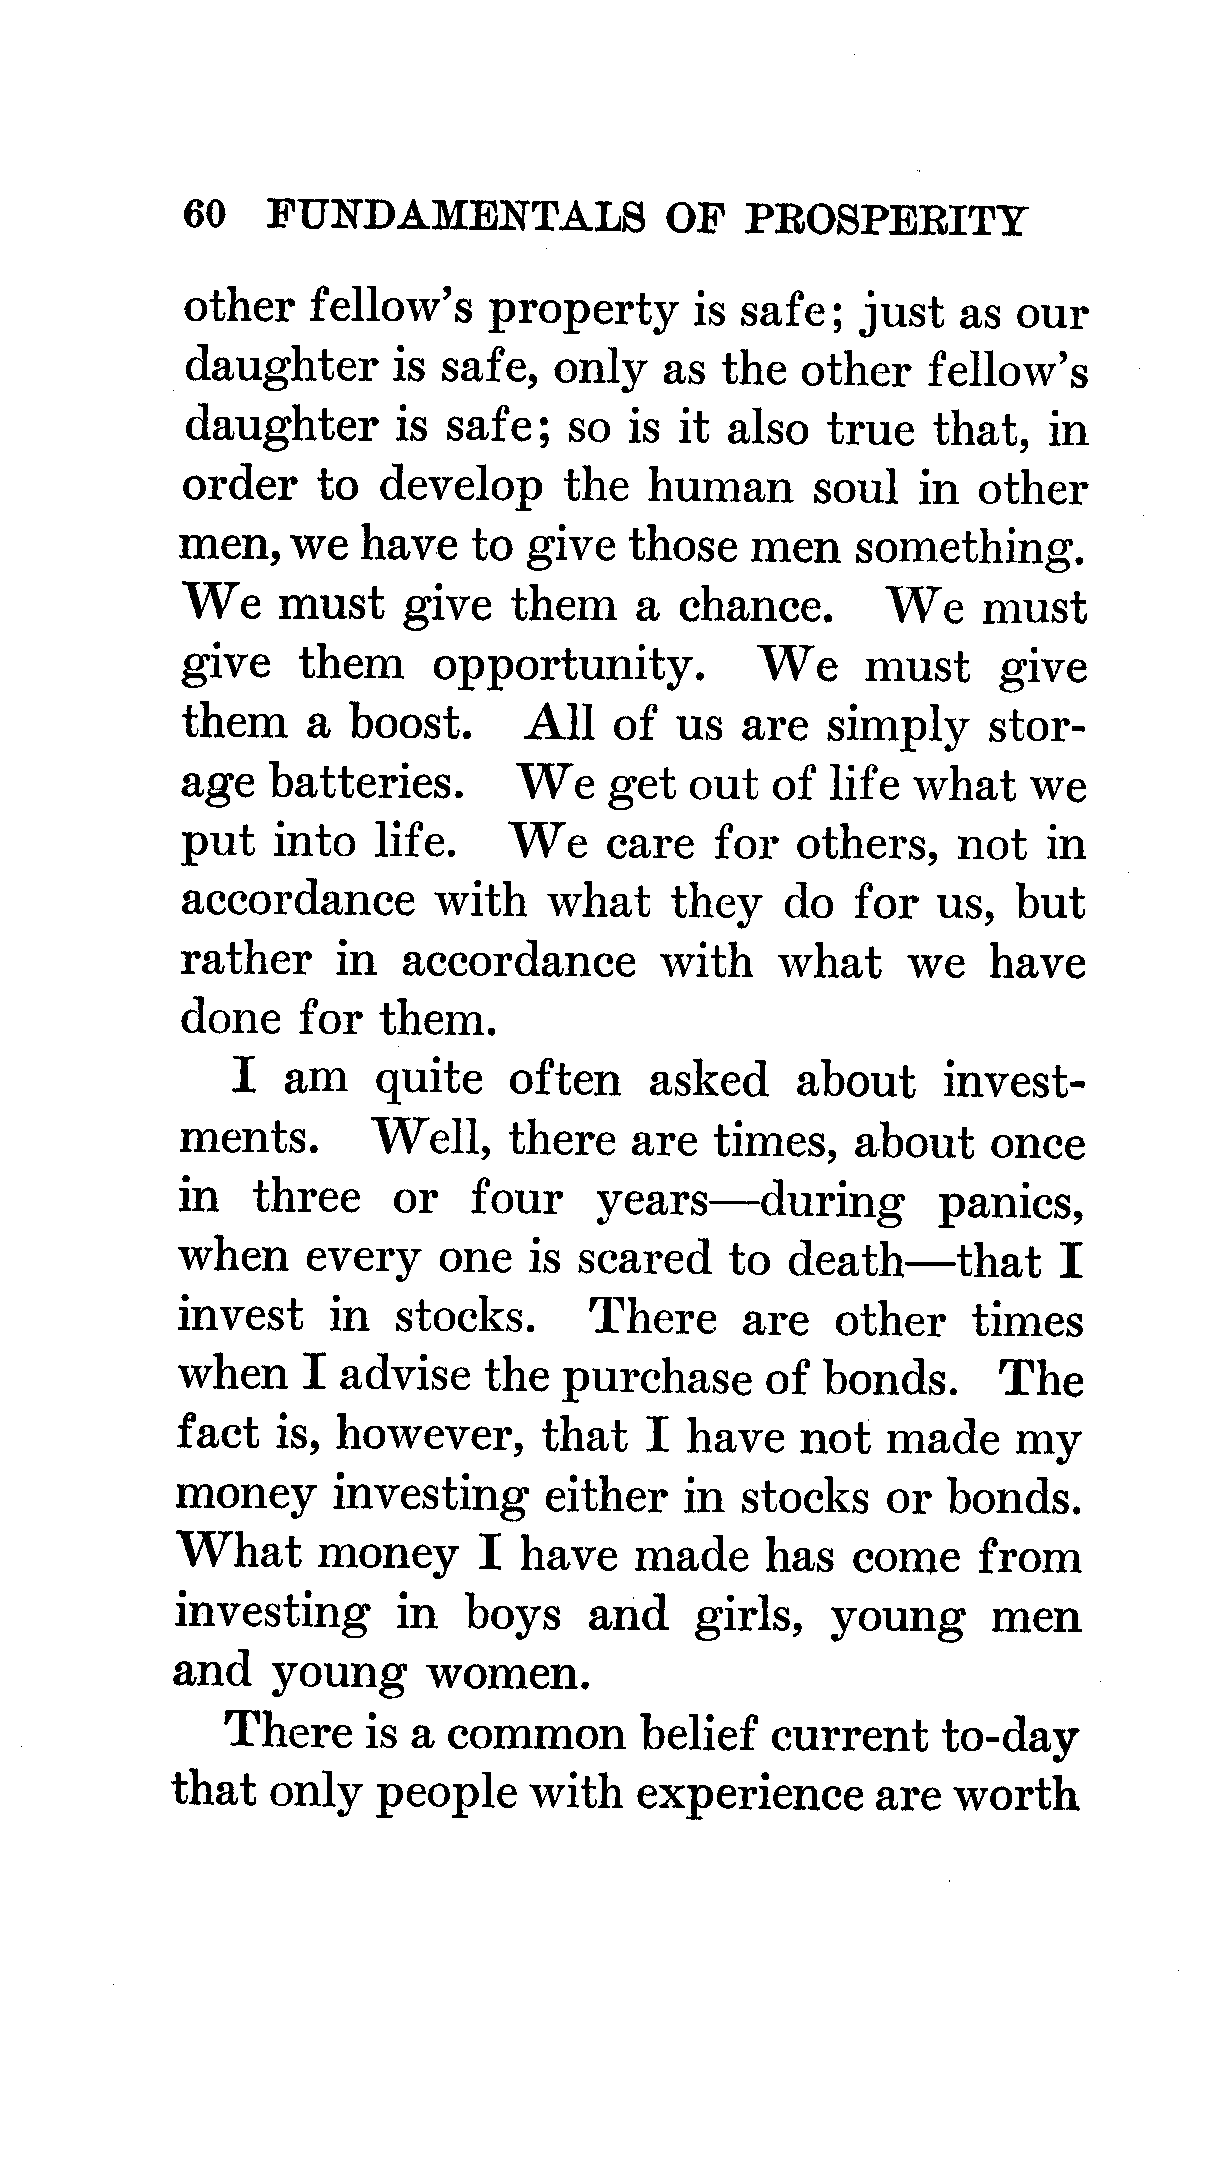 60 FUNDAMENTALS OF PROSPERITY
other fellow's property is safe; just as our
daughter is safe, only as the other fellow's
daughter is safe; so is it also true that, in
order to develop the human soul in other
men, we have to give those men something.
We must give them a chance. We must
give them opportunity. We must give
them a boost. All of us are simply stor-
age batteries. We get out of life what we
put into life. We care for others, not in
accordance with what they do for us, but
rather in accordance with what we have
done for them.
I am quite often asked about invest-
ments. Well, there are times, about once
in three or four years—during panics,
when every one is scared to death—that I
invest in stocks. There are other times
when I advise the purchase of bonds. The
fact is, however, that I have not made my
money investing either in stocks or bonds.
What money I have made has come from
investing in boys and girls, young men
and young women.
There is a common belief current to-day
that only people with experience are worth